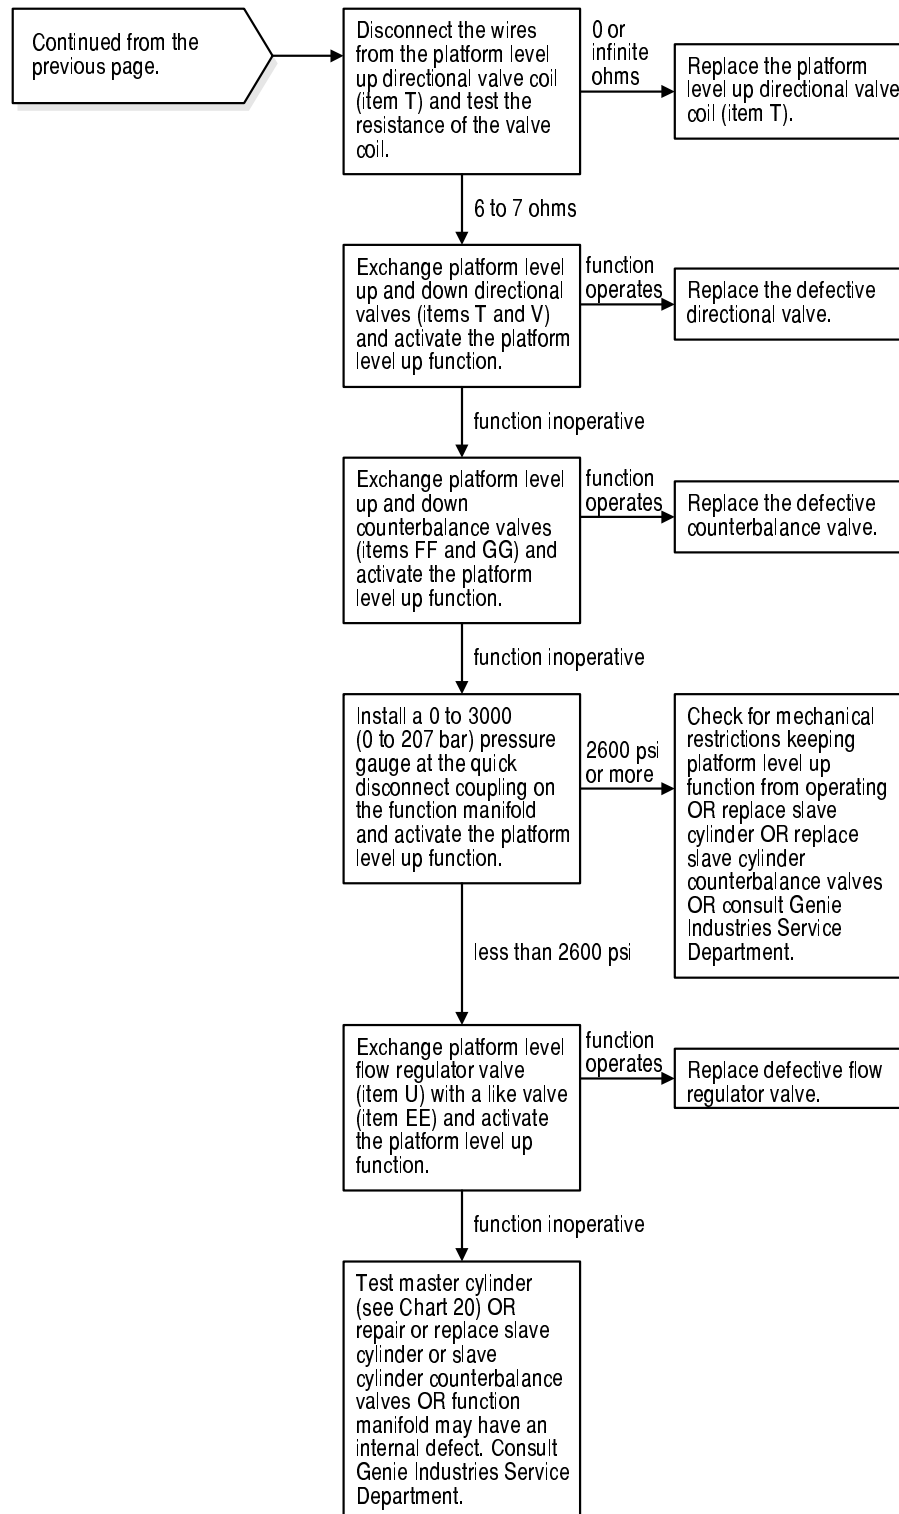 Continued from the
previous page.
Disconnect the wires
from the platform level
up directional valve coil
(item T) and test the
resistance of the valve
coil.
0 or
infinite
ohms
Replace the platform
level up directional valve
coil (item T).
6 to 7 ohms
Exchange platform level
up and down directional
valves (items T and V)
and activate the platform
level up function.
function
operates
Replace the defective
directional valve.
function inoperative
Exchange platform level
up and down
counterbalance valves
(items FF and GG) and
activate the platform
level up function.
function
operates
Replace the defective
counterbalance valve.
function inoperative
Install a 0 to 3000
(0 to 207 bar) pressure
gauge at the quick
disconnect coupling on
the function manifold
and activate the platform
level up function.
2600 psi
or more
Check for mechanical
restrictions keeping
platform level up
function from operating
OR replace slave
cylinder OR replace
slave cylinder
counterbalance valves
OR consult Genie
Industries Service
Department.
less than 2600 psi
Exchange platform level
flow regulator valve
(item U) with a like valve
(item EE) and activate
the platform level up
function.
function
operates
Replace defective flow
regulator valve.
function inoperative
Test master cylinder
(see Chart 20) OR
repair or replace slave
cylinder or slave
cylinder counterbalance
valves OR function
manifold may have an
internal defect. Consult
Genie Industries Service
Department.